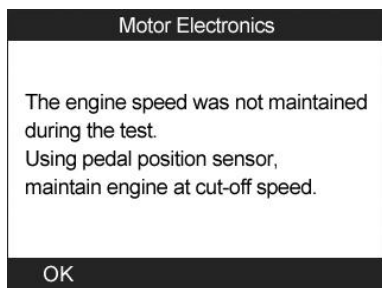 Motor Electronics
The engine speed was not maintained
during the test.
Using pedal position sensor,
maintain engine at cut-off speed.
OK